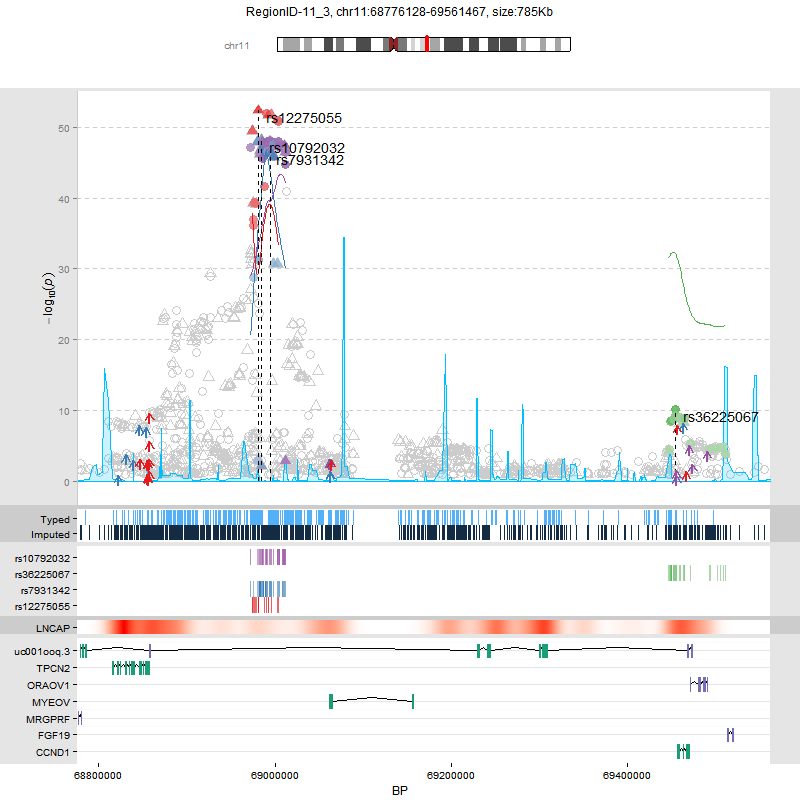 RegionID-11_3, chr11:68776128-69561467, size:785Kb
chr11
50
40
30
20
10
0
−log10(p)
rs12275055
rs10792032
rs7931342
rs36225067
Typed
Imputed
rs10792032
rs36225067
rs7931342
rs12275055
LNCAP
uc001ooq.3
TPCN2
ORAOV1
MYEOV
MRGPRF
FGF19
CCND1
68800000 69000000 69200000 69400000
BP